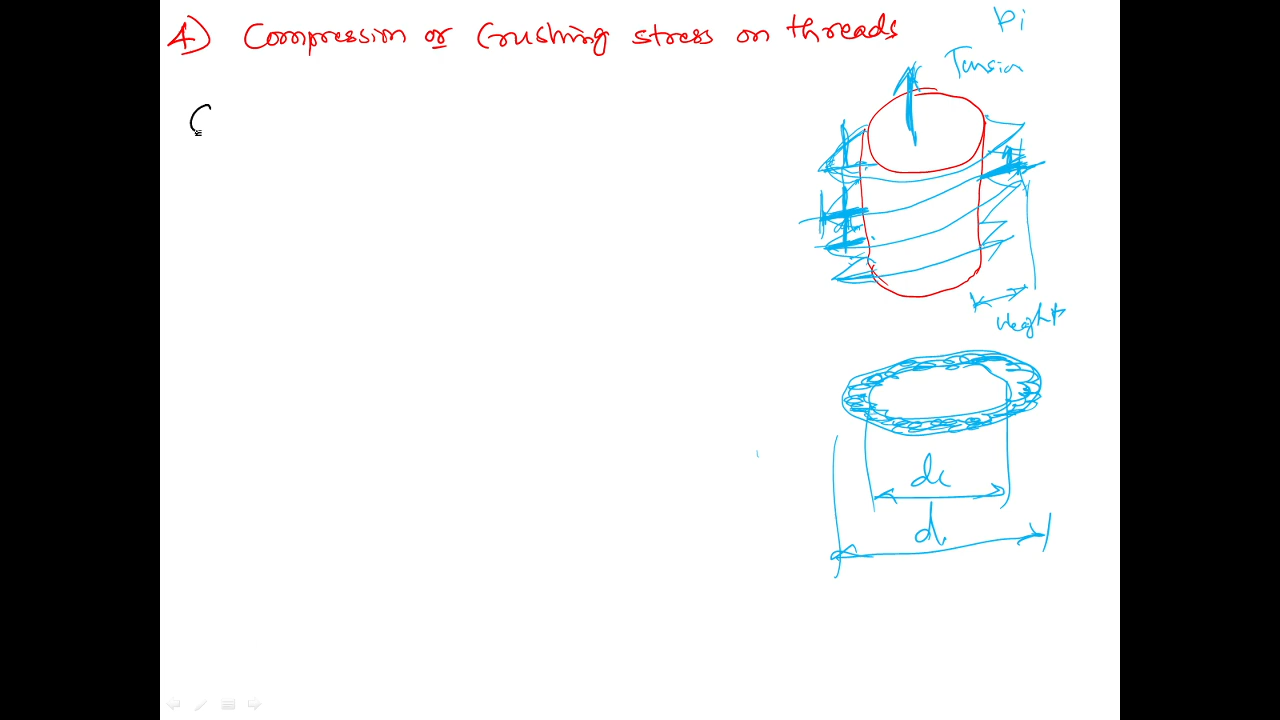 4) Compression or Crushing stress on threads
Pi
Tension
Height
dc
d